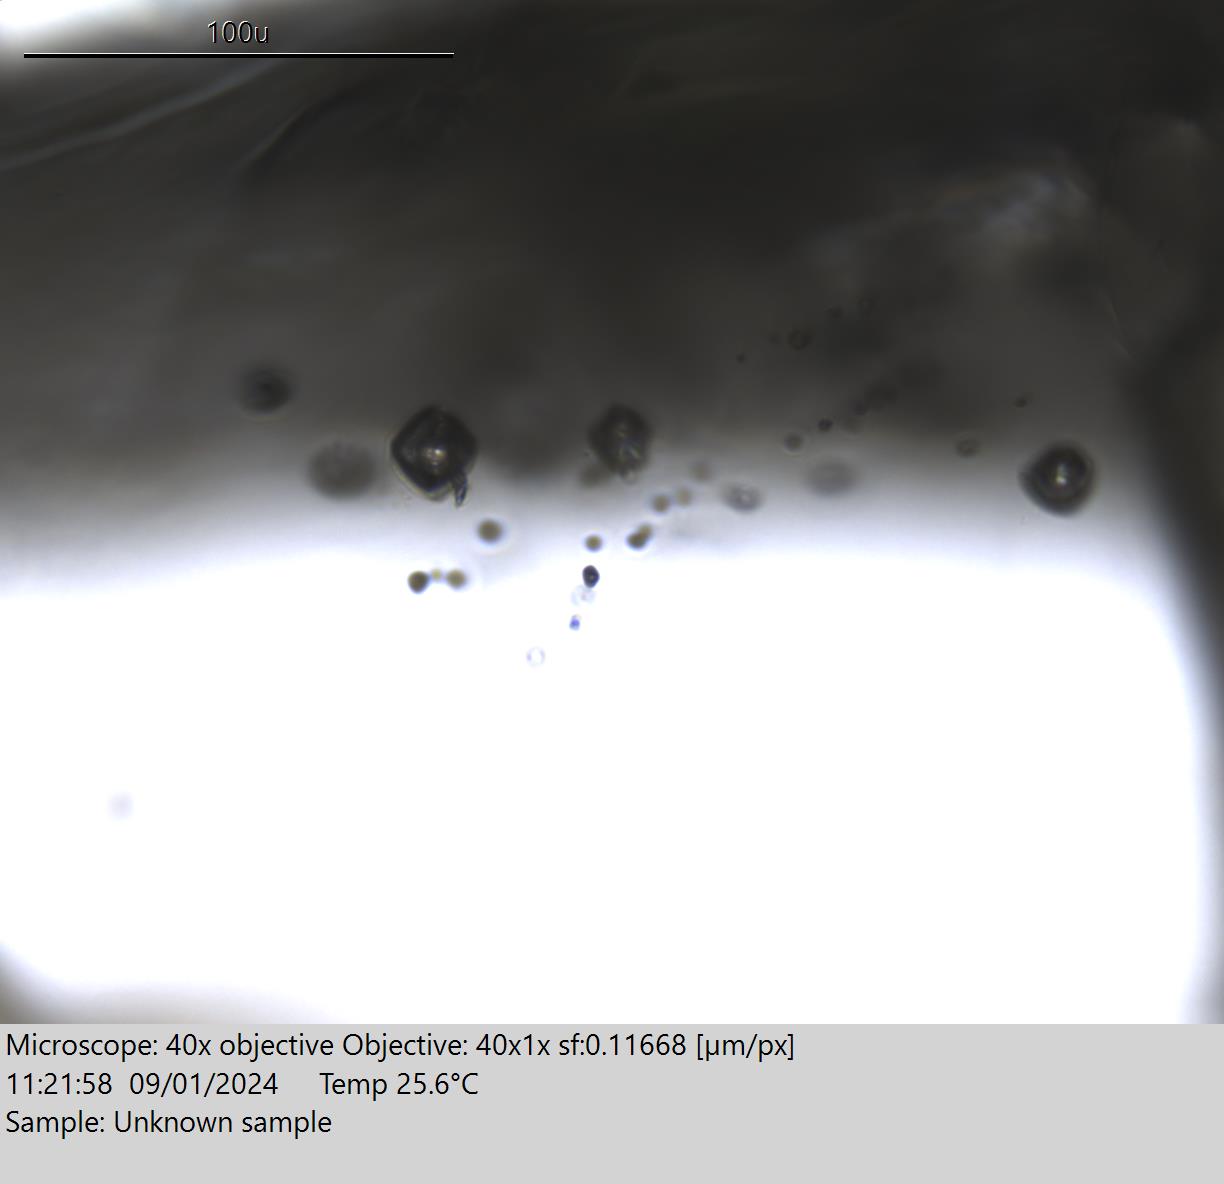 100u
Microscope: 40x objective Objective: 40x1x sf:0.11668 [µm/px]
11:21:58 09/01/2024 Temp 25.6°C
Sample: Unknown sample